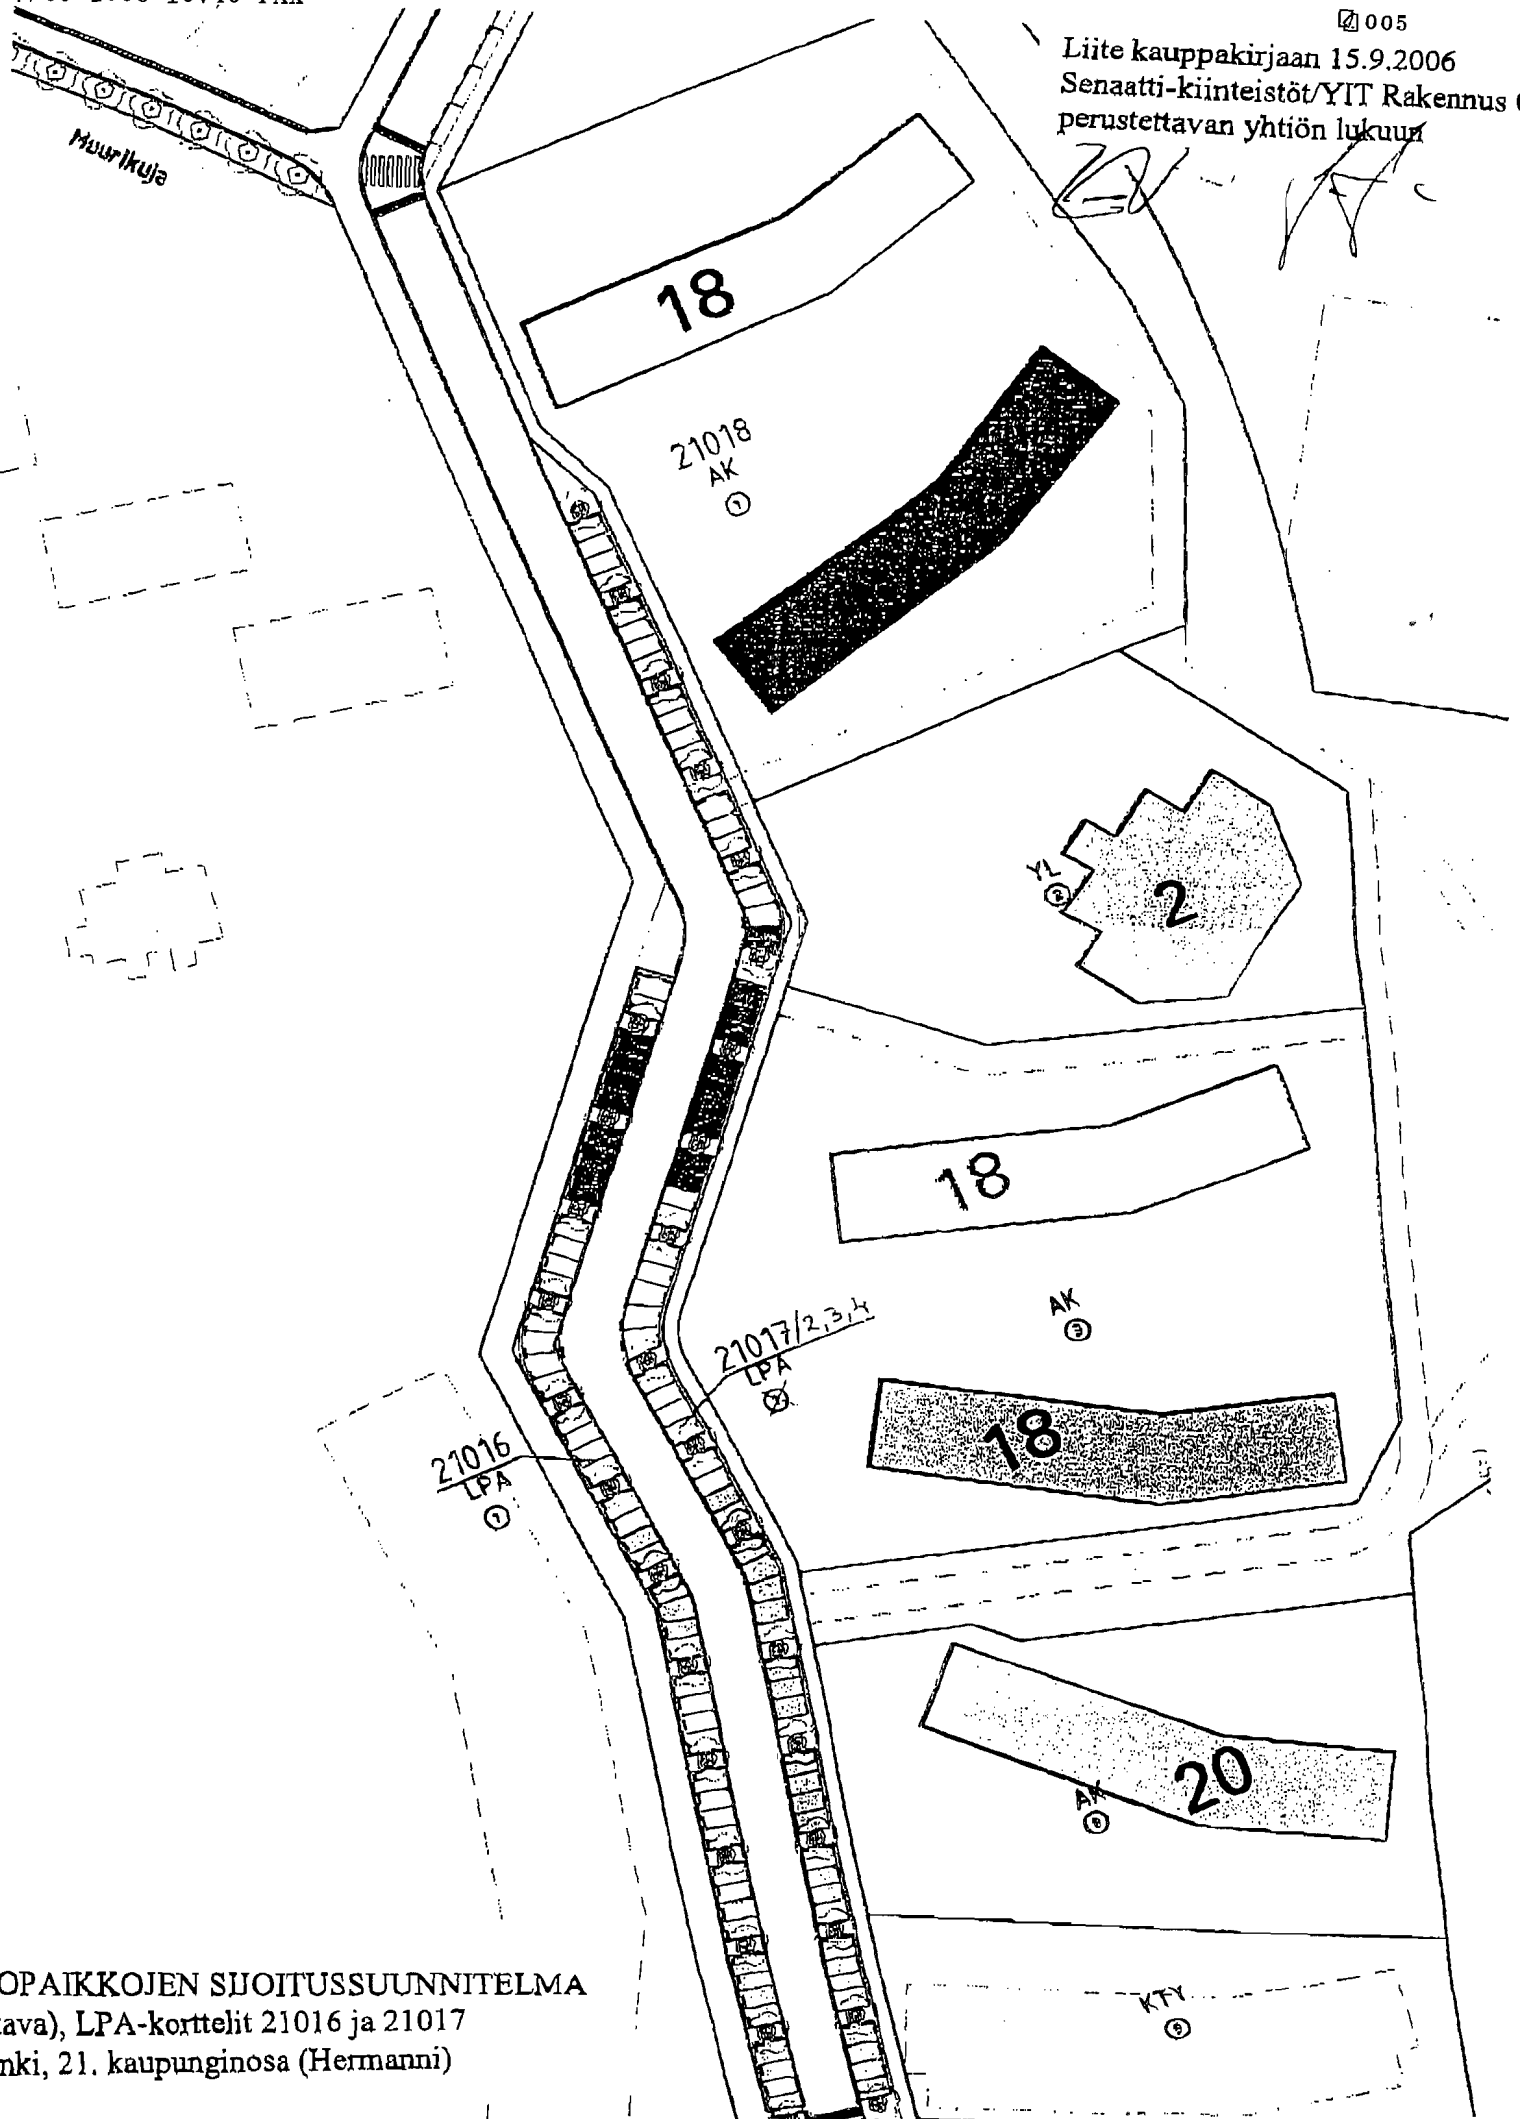 005
Liite kauppakirjaan 15.9.2006
Senaatti-kiinteistöt/YIT Rakennus
perustettavan yhtiön lukuun
Muurikuja
18
21018
AK
1
Y1
2
2
18
AK
3
21017/2,3,4
LPA
18
21016
LPA
1
20
AK
KTY
OPAIKKOJEN SIJOITUSSUUNNITELMA
tava), LPA-korttelit 21016 ja 21017
nki, 21. kaupunginosa (Hermanni)